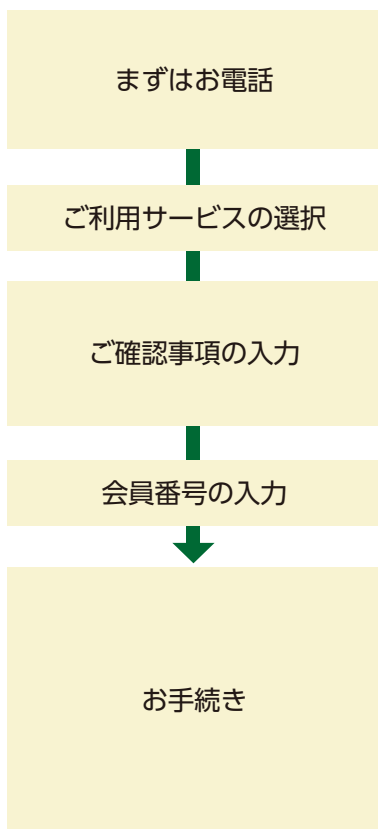 まずはお電話
ご利用サービスの選択
ご確認事項の入力
会員番号の入力
お手続き